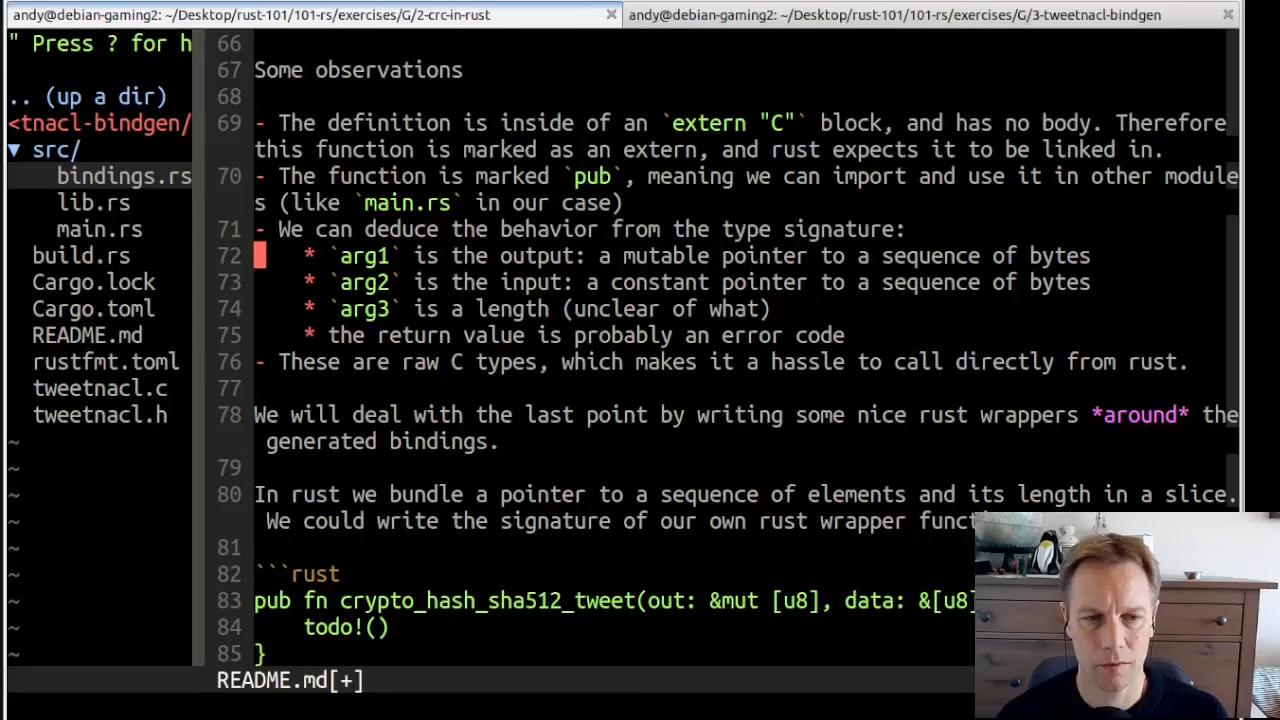 andy@debian-gaming2: ~/Desktop/rust-101/101-rs/exercises/G/2-crc-in-rust
andy@debian-gaming2: ~/Desktop/rust-101/101-rs/exercises/G/3-tweetnacl-bindgen
" Press ? for h
.. (up a dir)
<tnacl-bindgen/
▼ src/
bindings.rs
lib.rs
main.rs
build.rs
Cargo.lock
Cargo.toml
README.md
rustfmt.toml
tweetnacl.c
tweetnacl.h
~
~
~
~
~
~
~
~
~
66
67 Some observations
68
69 - The definition is inside of an `extern "C"` block, and has no body. Therefore
this function is marked as an extern, and rust expects it to be linked in.
70 - The function is marked `pub`, meaning we can import and use it in other module
s (like `main.rs` in our case)
71 - We can deduce the behavior from the type signature:
72 * `arg1` is the output: a mutable pointer to a sequence of bytes
73 * `arg2` is the input: a constant pointer to a sequence of bytes
74 * `arg3` is a length (unclear of what)
75 * the return value is probably an error code
76 - These are raw C types, which makes it a hassle to call directly from rust.
77
78 We will deal with the last point by writing some nice rust wrappers *around* the
generated bindings.
79
80 In rust we bundle a pointer to a sequence of elements and its length in a slice.
We could write the signature of our own rust wrapper
81
82 ```rust
83 pub fn crypto_hash_sha512_tweet(out: &mut [u8], data: &[u8]
84 todo!()
85 }
README.md[+]